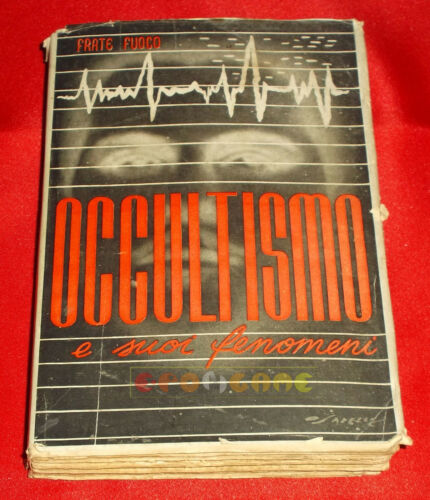 FRATE FUOCO
OCCULTISMO
e suoi fenomeni